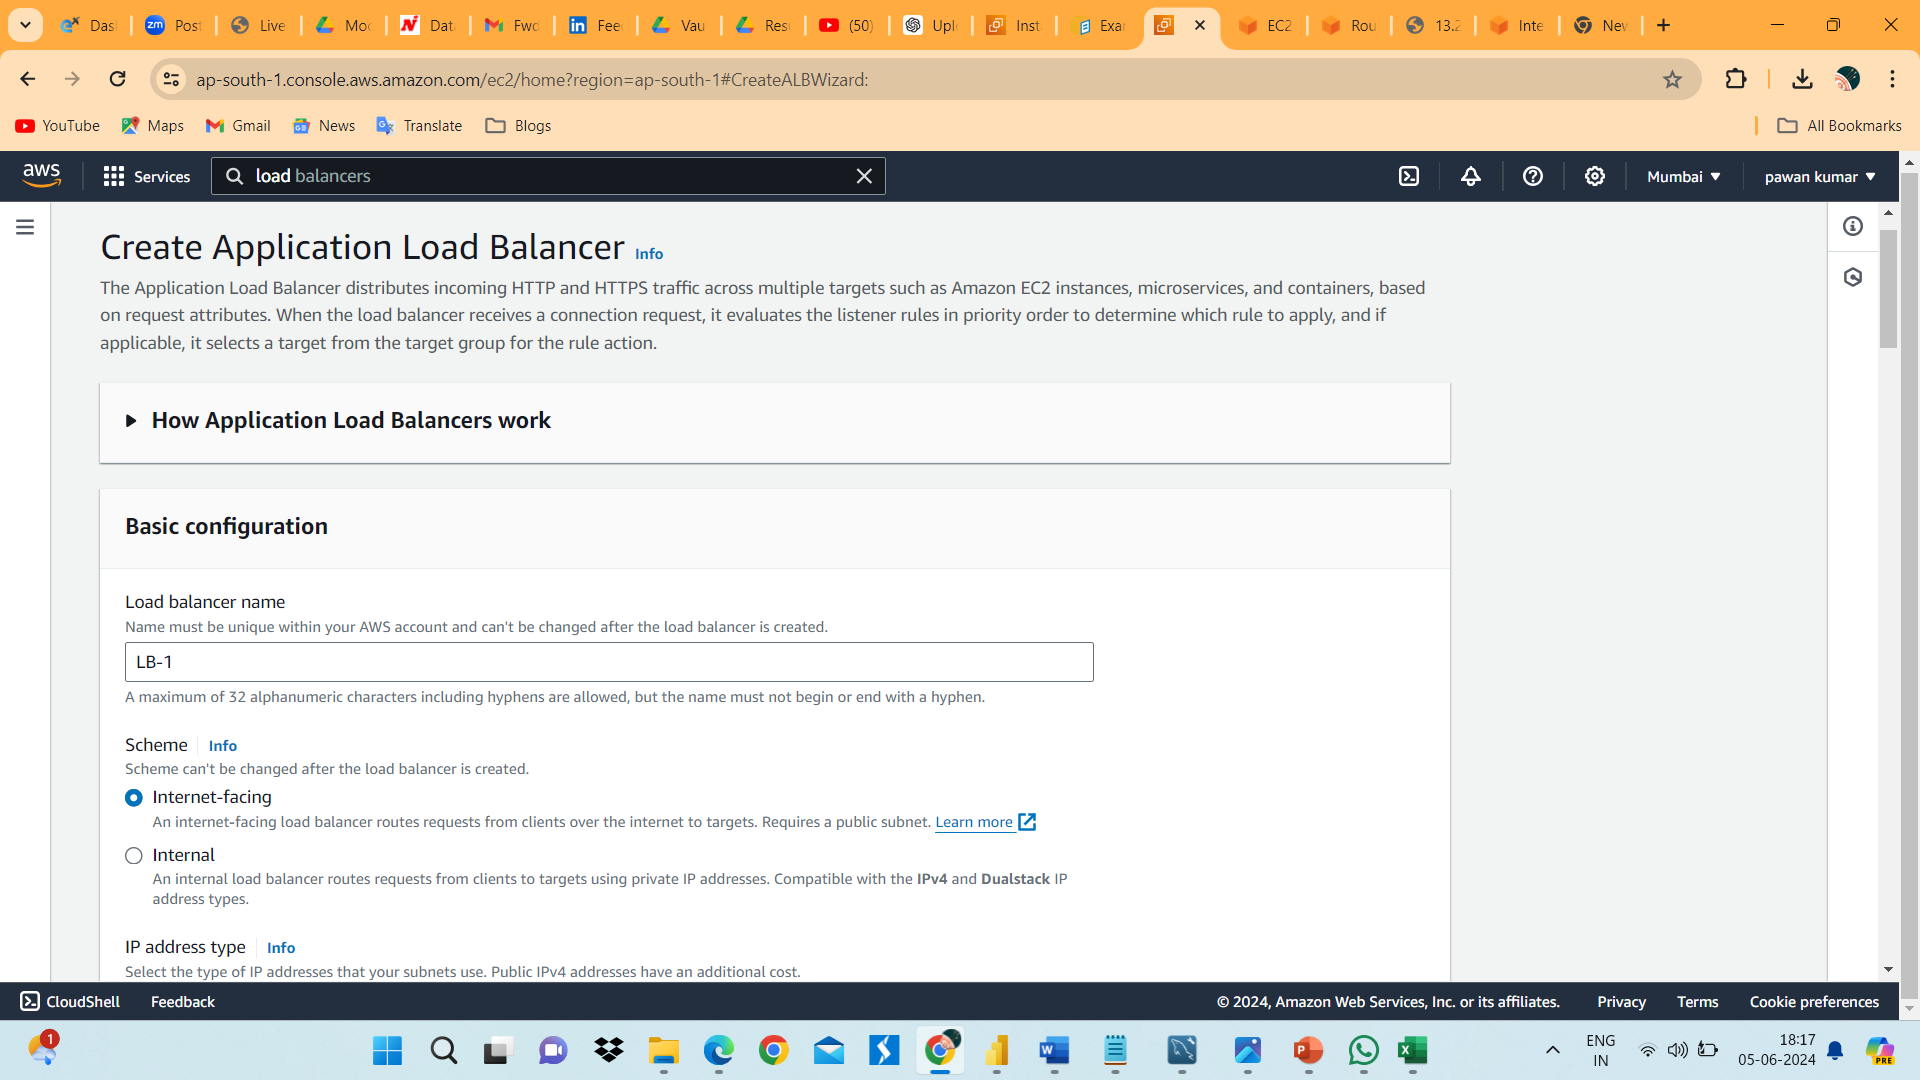 Das
Post
Live
Moc
Dat
Fwd
Fee
Vau
Res
(50)
Upl
Inst
Exa
EC2
Rou
13.2
Inte
New
ap-south-1.console.aws.amazon.com/ec2/home?region=ap-south-1#CreateALBWizard:
YouTube
Maps
Gmail
News
Translate
Blogs
All Bookmarks
aws
Services
load balancers
Mumbai
pawan kumar
Create Application Load Balancer Info
The Application Load Balancer distributes incoming HTTP and HTTPS traffic across multiple targets such as Amazon EC2 instances, microservices, and containers, based
on request attributes. When the load balancer receives a connection request, it evaluates the listener rules in priority order to determine which rule to apply, and if
applicable, it selects a target from the target group for the rule action.
How Application Load Balancers work
Basic configuration
Load balancer name
Name must be unique within your AWS account and can't be changed after the load balancer is created.
LB-1
A maximum of 32 alphanumeric characters including hyphens are allowed, but the name must not begin or end with a hyphen.
Scheme Info
Scheme can't be changed after the load balancer is created.
Internet-facing
An internet-facing load balancer routes requests from clients over the internet to targets. Requires a public subnet. Learn more
Internal
An internal load balancer routes requests from clients to targets using private IP addresses. Compatible with the IPv4 and Dualstack IP
address types.
IP address type Info
Select the type of IP addresses that your subnets use. Public IPv4 addresses have an additional cost.
CloudShell
Feedback
© 2024, Amazon Web Services, Inc. or its affiliates.
Privacy
Terms
Cookie preferences
1
ENG
IN
18:17
05-06-2024
PRE